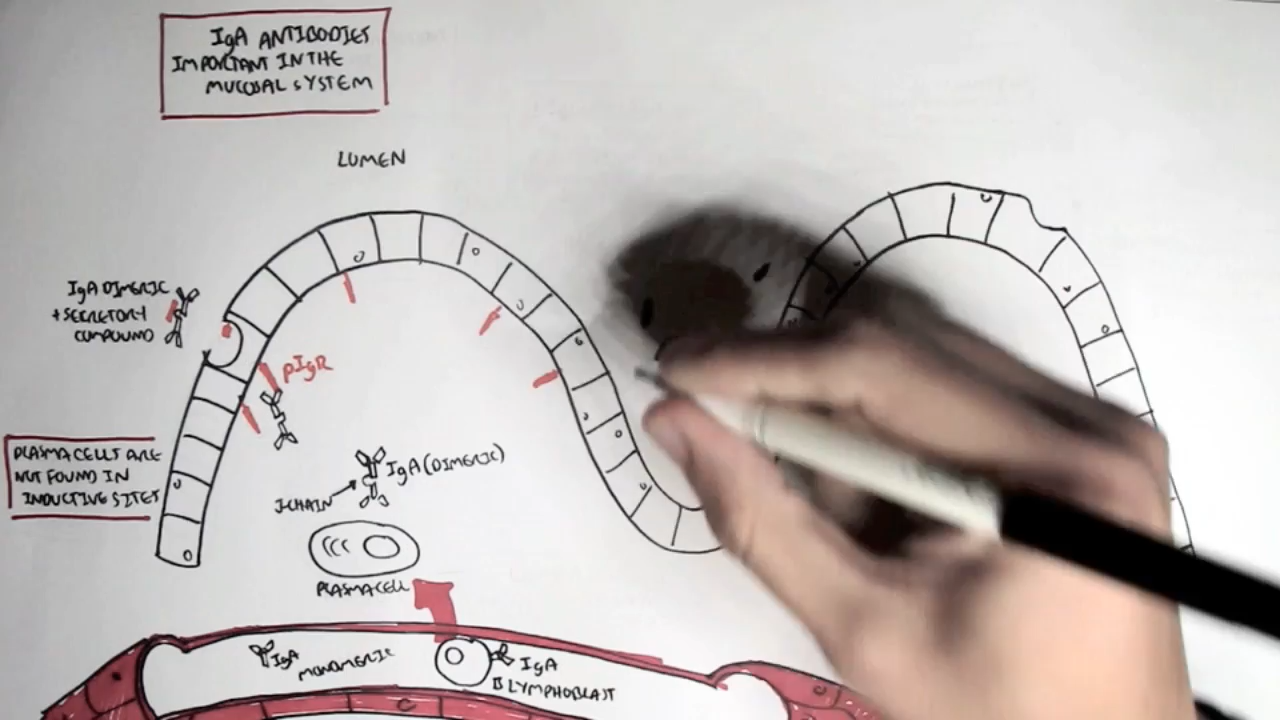 IgA ANTIBODIES
IMPORTANT IN THE
MUCOSAL SYSTEM
LUMEN
IgA DIMERIC
+ SECRETORY
COMPOUND
pIgR
PLASMA CELL ARE
NOT FOUND IN
INDUCTIVE SITES
IgA (DIMERIC)
J-CHAIN
PLASMA CELL
IgA
MONOMERIC
IgA
B LYMPHOBLAST